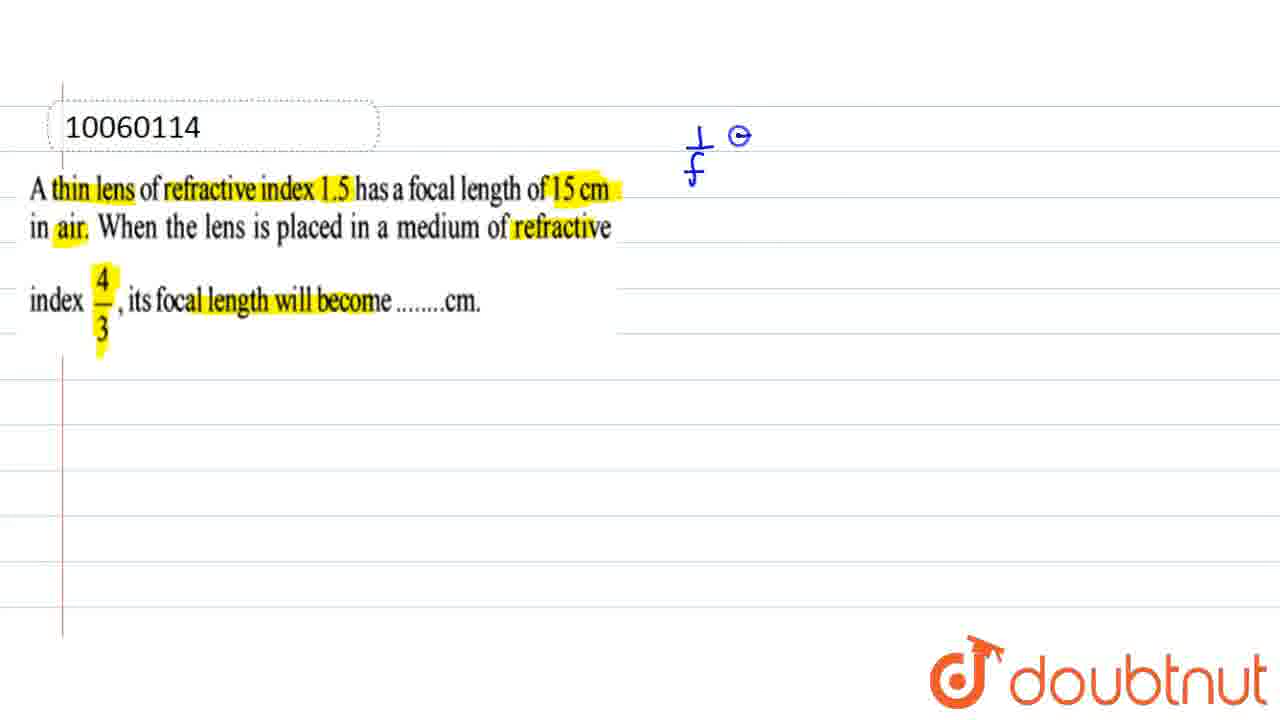 10060114
A thin lens of refractive index 1.5 has a focal length of 15 cm
in air. When the lens is placed in a medium of refractive
index 4/3, its focal length will become ........cm.
1/f
doubtnut